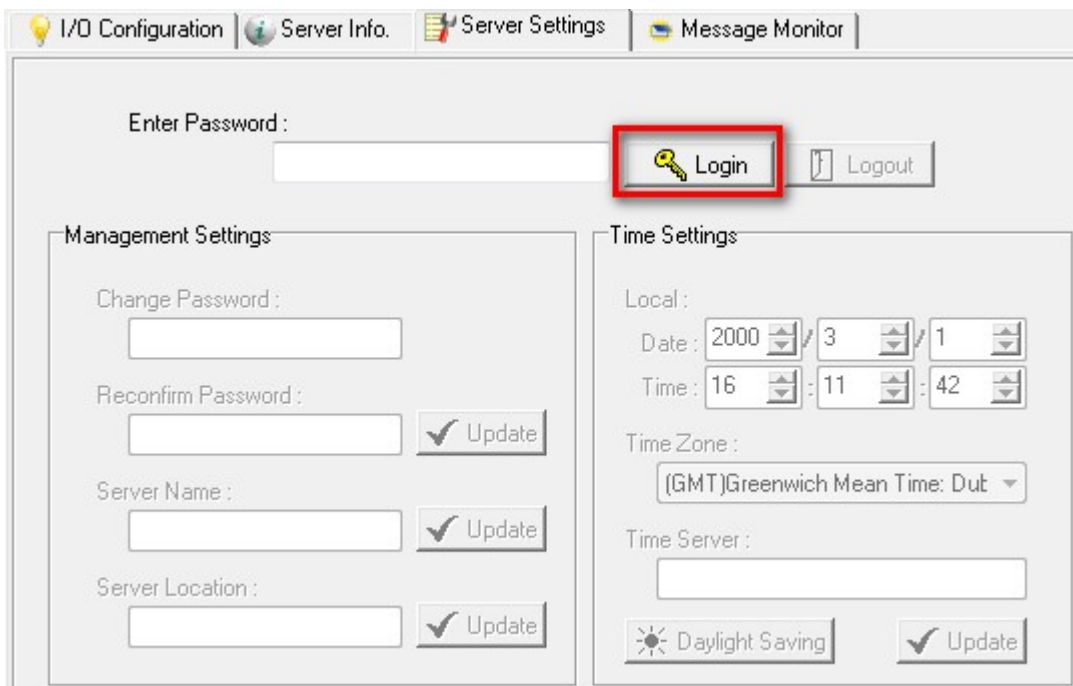 I/O Configuration Server Info. Server Settings Message Monitor
Enter Password :
Login Logout
Management Settings
Change Password :
Reconfirm Password :
Update
Server Name :
Update
Server Location :
Update
Time Settings
Local :
Date : 2000 / 3 / 1
Time : 16 : 11 : 42
Time Zone :
(GMT)Greenwich Mean Time: Dub
Time Server :
Daylight Saving Update